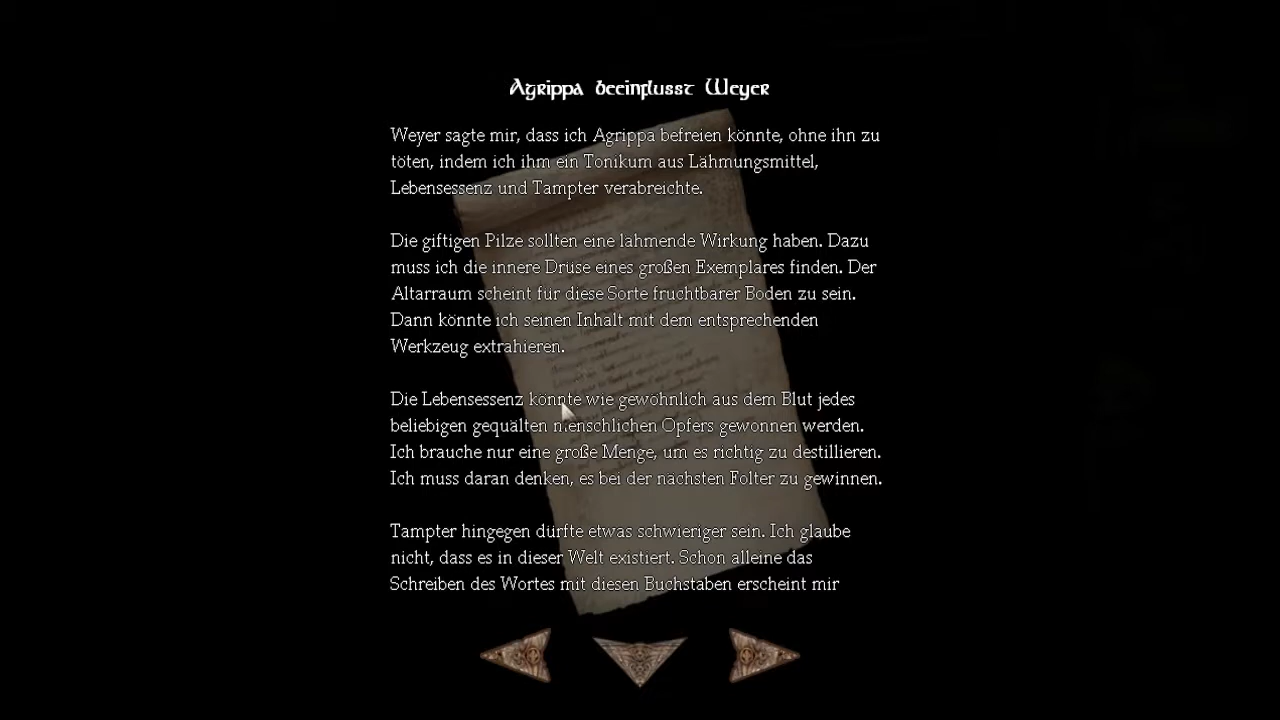 Agrippa beeinflusst Weyer
Weyer sagte mir, dass ich Agrippa befreien könnte, ohne ihn zu
töten, indem ich ihm ein Tonikum aus Lähmungsmittel,
Lebensessenz und Tampter verabreichte.
Die giftigen Pilze sollten eine lähmende Wirkung haben. Dazu
muss ich die innere Drüse eines großen Exemplares finden. Der
Altarraum scheint für diese Sorte fruchtbarer Boden zu sein.
Dann könnte ich seinen Inhalt mit dem entsprechenden
Werkzeug extrahieren.
Die Lebensessenz könnte wie gewöhnlich aus dem Blut jedes
beliebigen gequälten menschlichen Opfers gewonnen werden.
Ich brauche nur eine große Menge, um es richtig zu destillieren.
Ich muss daran denken, es bei der nächsten Folter zu gewinnen.
Tampter hingegen dürfte etwas schwieriger sein. Ich glaube
nicht, dass es in dieser Welt existiert. Schon alleine das
Schreiben des Wortes mit diesen Buchstaben erscheint mir